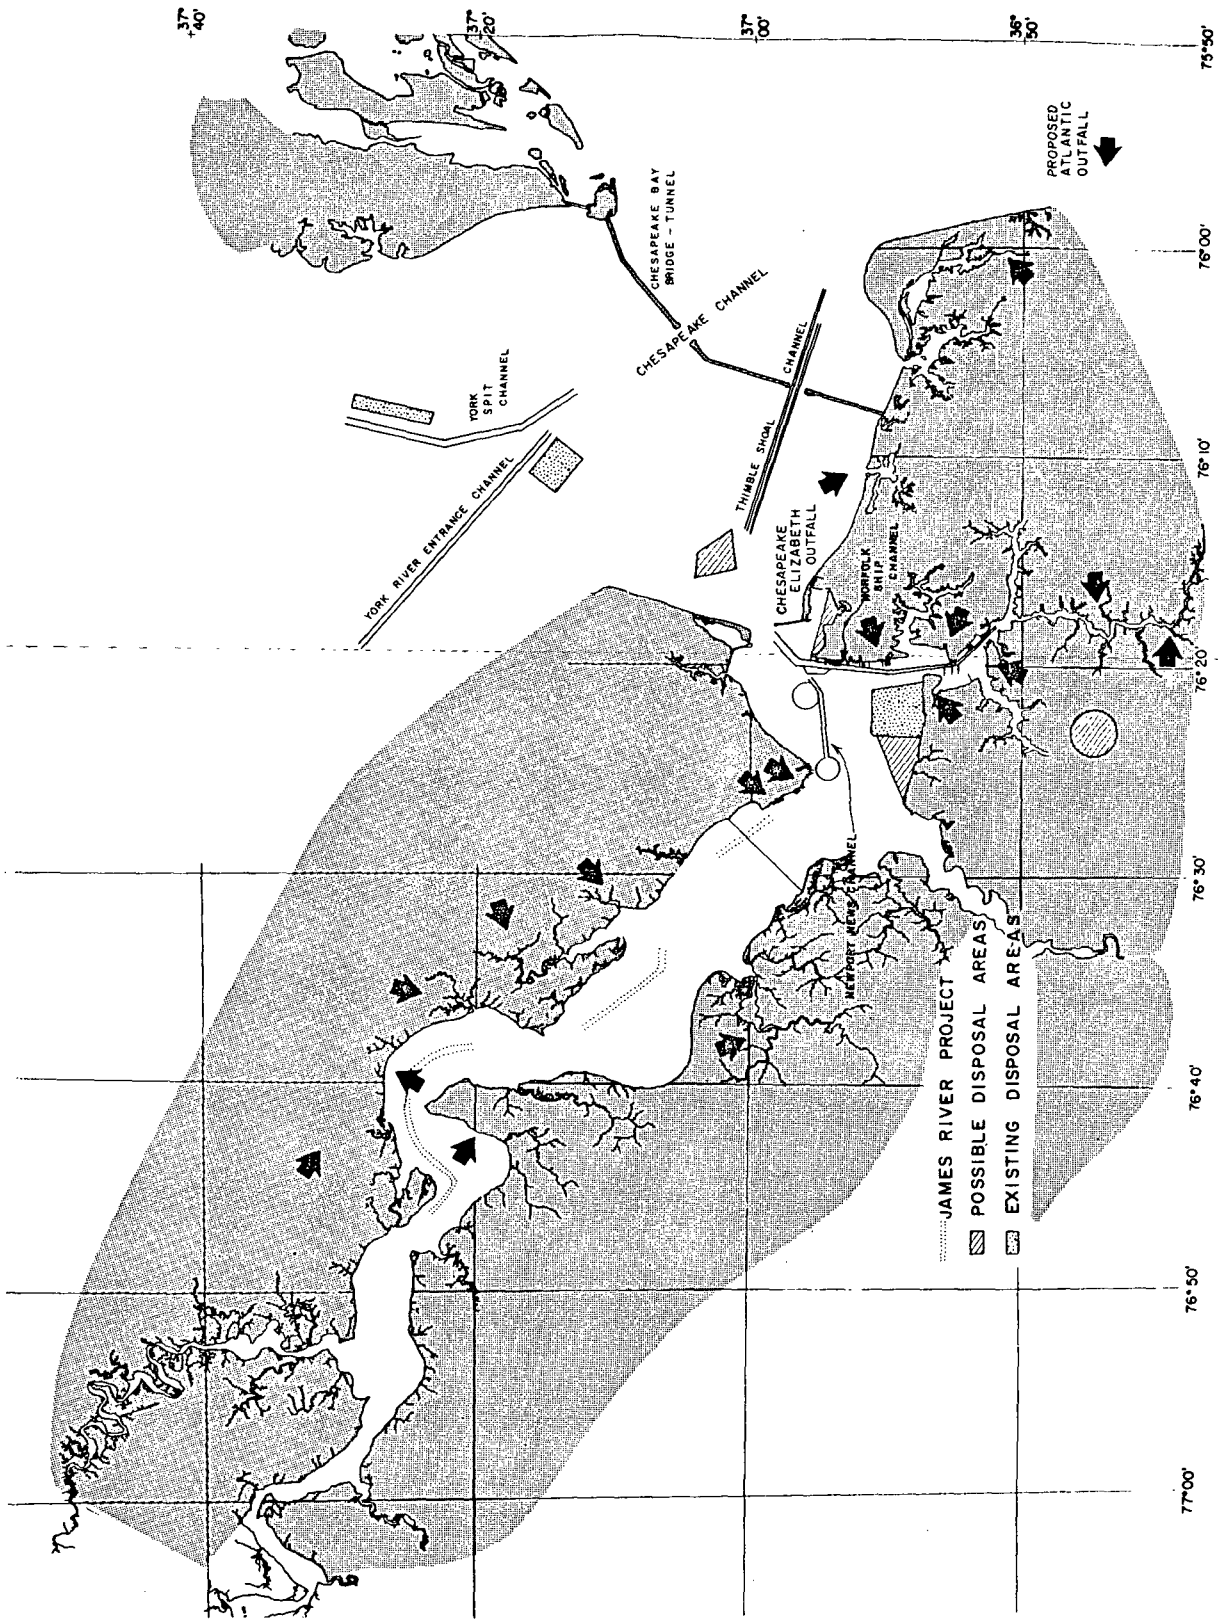 37°
40'
37°
20'
37°
00'
36°
50'
75°50'
76°00'
76°10'
76°20'
76°30'
76°40'
76°50'
77°00'
PROPOSED
ATLANTIC
OUTFALL
CHESAPEAKE BAY
BRIDGE - TUNNEL
CHESAPEAKE CHANNEL
YORK
SPIT
CHANNEL
YORK RIVER ENTRANCE CHANNEL
THIMBLE SHOAL CHANNEL
CHESAPEAKE
ELIZABETH
OUTFALL
NORFOLK
SHIP
CHANNEL
NEWPORT NEWS CHANNEL
JAMES RIVER PROJECT
POSSIBLE DISPOSAL AREAS
EXISTING DISPOSAL AREAS